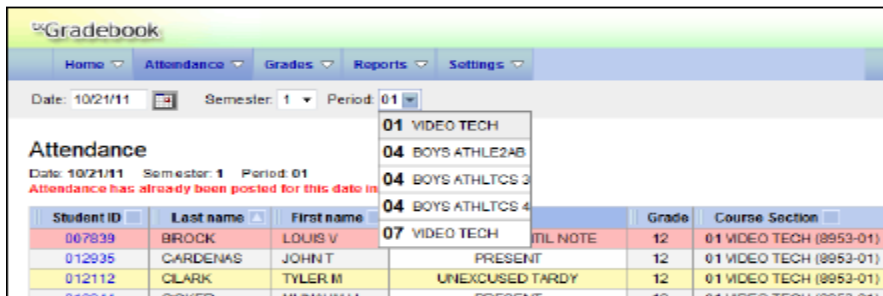 txGradebook
Home Attendance Grades Reports Settings
Date: 10/21/11 Semester: 1 Period: 01
01 VIDEO TECH
04 BOYS ATHLE2AB
04 BOYS ATHLTCS 3
04 BOYS ATHLTCS 4
07 VIDEO TECH
Attendance
Date: 10/21/11 Semester: 1 Period: 01
Attendance has already been posted for this date in
Student ID Last name First name Grade Course Section
007839 BROCK LOUIS V NOTE 12 01 VIDEO TECH (8953-01)
012935 CARDENAS JOHN T PRESENT 12 01 VIDEO TECH (8953-01)
012112 CLARK TYLER M UNEXCUSED TARDY 12 01 VIDEO TECH (8953-01)